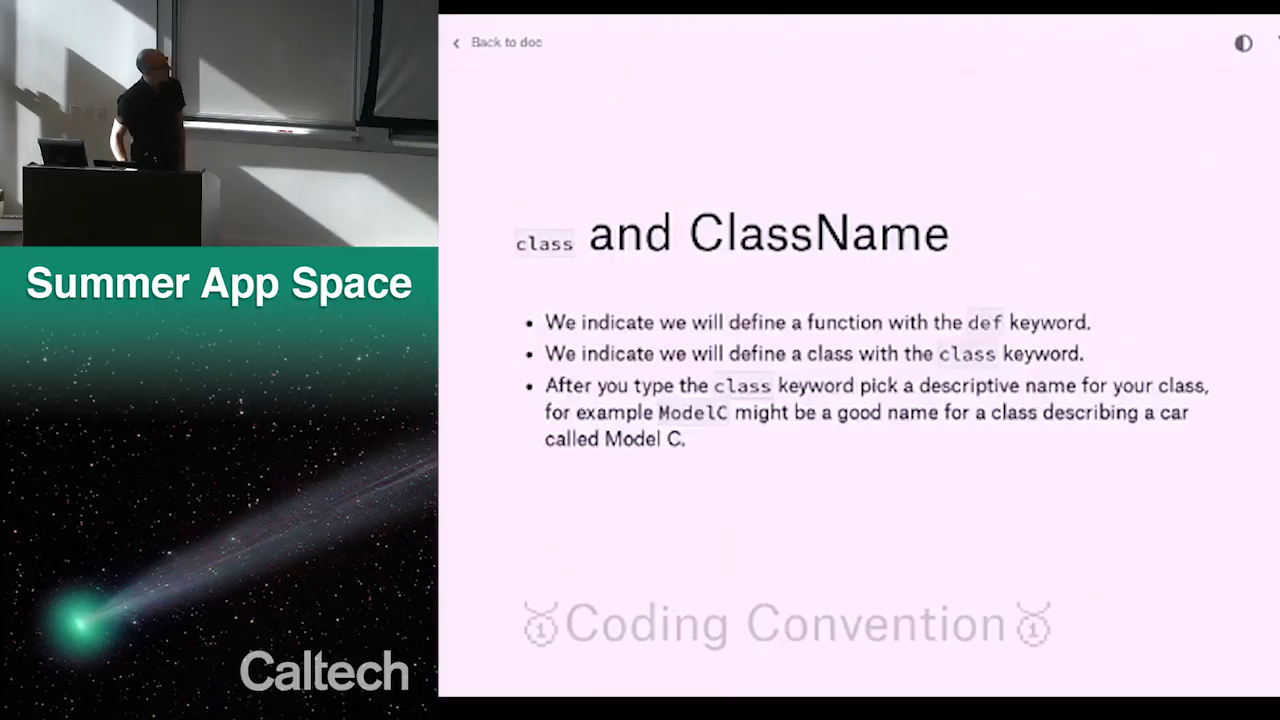 Back to doc
class and ClassName
• We indicate we will define a function with the def keyword.
• We indicate we will define a class with the class keyword.
• After you type the class keyword pick a descriptive name for your class,
for example ModelC might be a good name for a class describing a car
called Model C.
🥇Coding Convention🥇
Summer App Space
Caltech